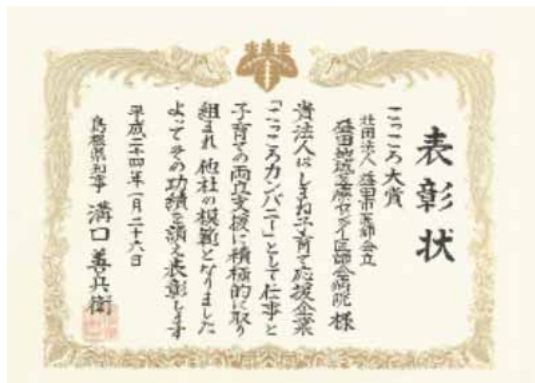 表彰状
こころ大賞
社団法人 益田市医師会立
益田地域医療センター医師会病院 様
貴法人はしまね子育て応援企業
「こっころカンパニー」として仕事と
子育ての両立支援に積極的に取り
組まれ 他社の模範となりました
よってその功績を讃え表彰します
平成二十四年一月二十六日
島根県知事 溝口善兵衛